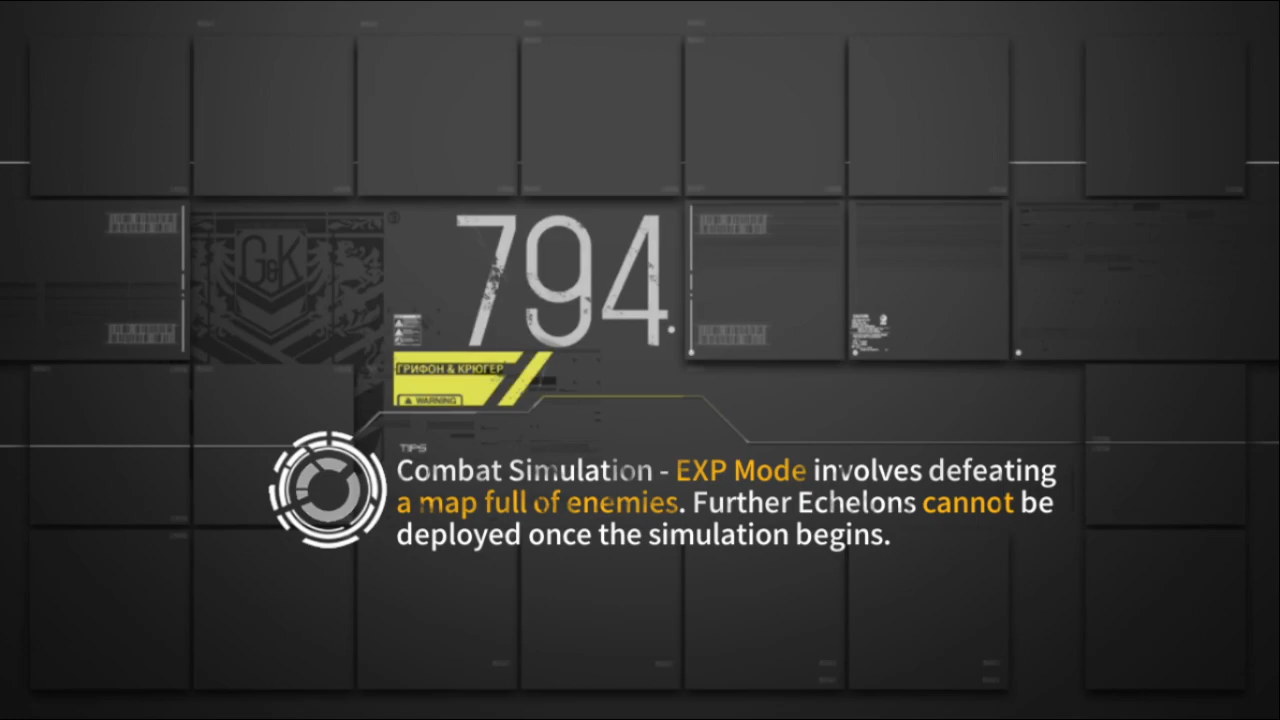 G&K
794.
ГРИФОН & КРЮГЕР
WARNING
TIPS
Combat Simulation - EXP Mode involves defeating
a map full of enemies. Further Echelons cannot be
deployed once the simulation begins.